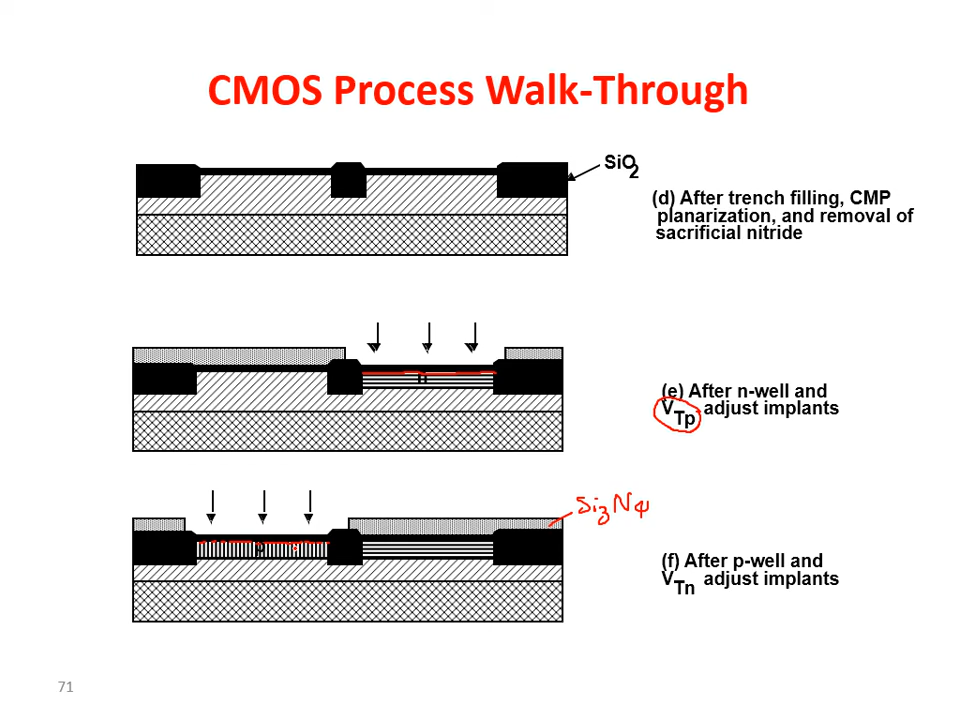 CMOS Process Walk-Through
SiO2
(d) After trench filling, CMP
planarization, and removal of
sacrificial nitride
n
(e) After n-well and
VTp adjust implants
Si3N4
p
(f) After p-well and
VTn adjust implants
71